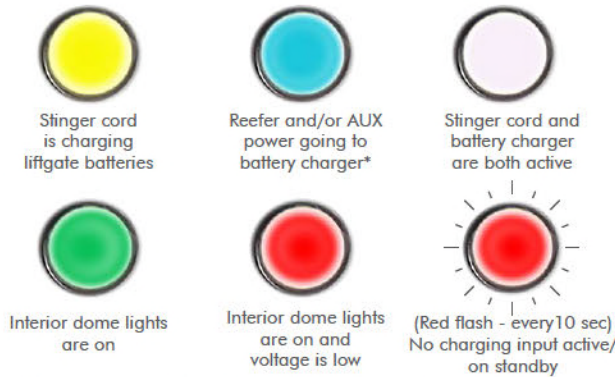 Stinger cord
is charging
liftgate batteries
Reefer and/or AUX
power going to
battery charger*
Stinger cord and
battery charger
are both active
Interior dome lights
are on
Interior dome lights
are on and
voltage is low
(Red flash - every10 sec)
No charging input active/
on standby